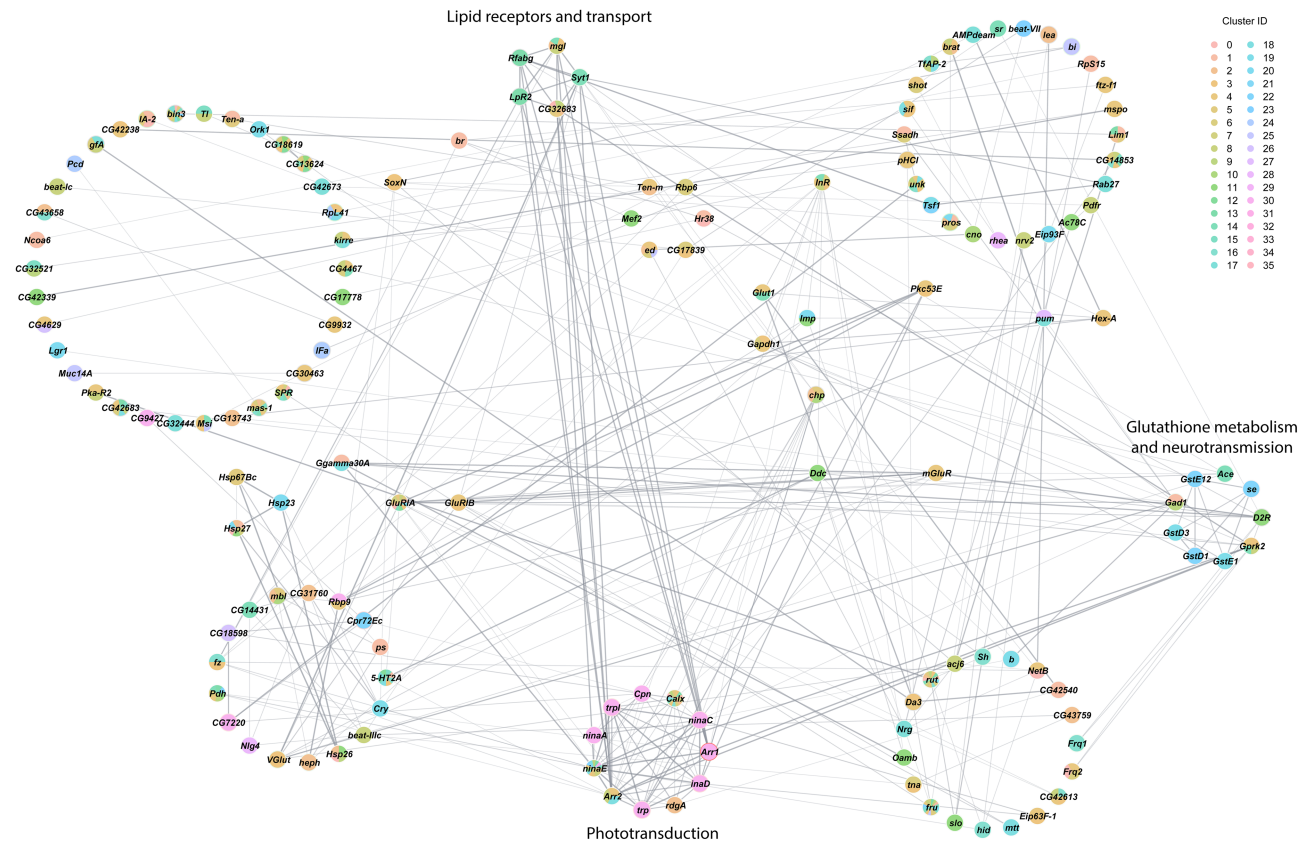 Lipid receptors and transport
Cluster ID
0 18
1 19
2 20
3 21
4 22
5 23
6 24
7 25
8 26
9 27
10 28
11 29
12 30
13 31
14 32
15 33
16 34
17 35
mgl
Rfabg
Syt1
LpR2
CG32683
AMPdeam
sr
beat-VII
lea
brat
bi
TfAP-2
RpS15
shot
ftz-f1
sif
mspo
Ssadh
Lim1
pHCl
CG14853
unk
Rab27
Tsf1
Pdfr
pros
Ac78C
cno
rhea
nrv2
Eip93F
IA-2
bin3
Tl
Ten-a
CG42238
Ork1
gfA
CG18619
Pcd
CG13624
beat-Ic
CG42673
CG43658
RpL41
Ncoa6
kirre
CG32521
CG4467
CG42339
CG17778
CG4629
CG9932
Lgr1
IFa
Muc14A
CG30463
Pka-R2
SPR
CG42683
mas-1
CG9427
CG32444
Msi
CG13743
br
SoxN
Ten-m
Rbp6
InR
Mef2
Hr38
ed
CG17839
Glut1
Pkc53E
Imp
pum
Hex-A
Gapdh1
chp
Glutathione metabolism
and neurotransmission
Ggamma30A
Ddc
mGluR
GluRIA
GluRIB
Hsp67Bc
Hsp23
Hsp27
GstE12
Ace
se
Gad1
D2R
GstD3
Gprk2
GstD1
GstE1
mbl
CG31760
Rbp9
CG14431
Cpr72Ec
CG18598
ps
fz
5-HT2A
Pdh
Cry
CG7220
beat-IIIc
Nlg4
VGlut
heph
Hsp26
Cpn
Calx
trpl
ninaC
ninaA
Arr1
ninaE
inaD
Arr2
trp
rdgA
Phototransduction
acj6
Sh
b
rut
NetB
Da3
CG42540
Nrg
CG43759
Oamb
Frq1
tna
Frq2
fru
CG42613
slo
hid
mtt
Eip63F-1